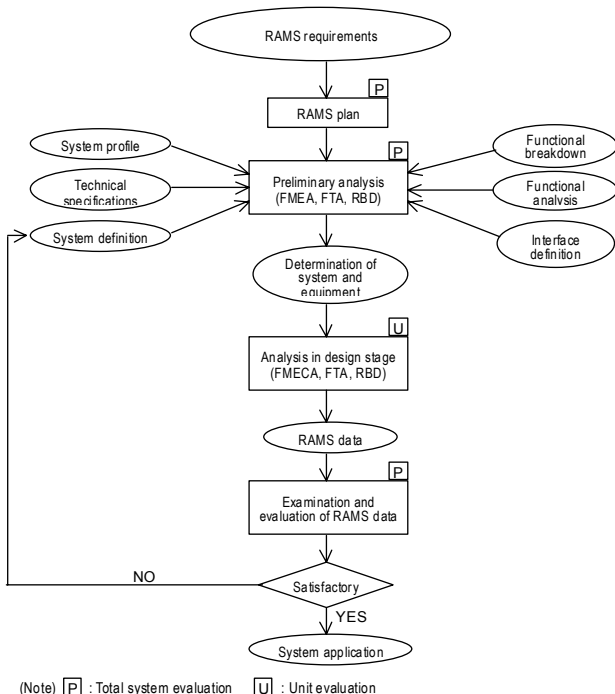 RAMS requirements
P
RAMS plan
P
System profile
Technical
specifications
System definition
Preliminary analysis
(FMEA, FTA, RBD)
Functional
breakdown
Functional
analysis
Interface
definition
Determination of
system and
equipment
U
Analysis in design stage
(FMECA, FTA, RBD)
RAMS data
P
Examination and
evaluation of RAMS data
NO
Satisfactory
YES
System application
(Note) P : Total system evaluation U : Unit evaluation